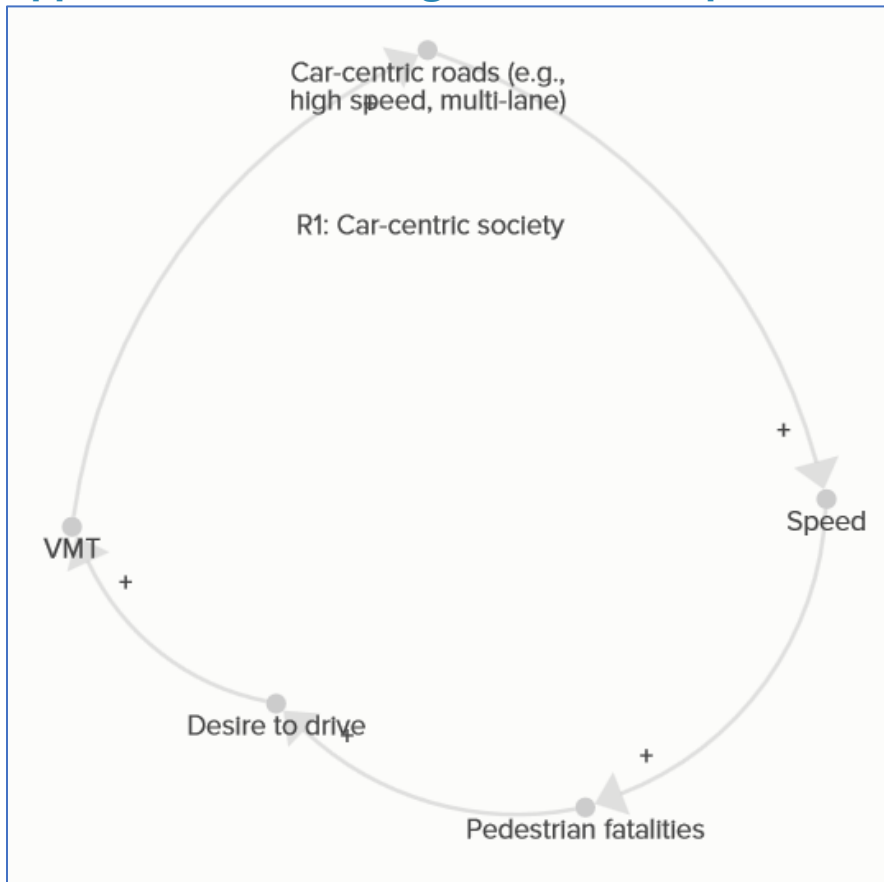 Car-centric roads (e.g.,
high speed, multi-lane)
+
R1: Car-centric society
+
Speed
VMT
+
Desire to drive
+
+
Pedestrian fatalities